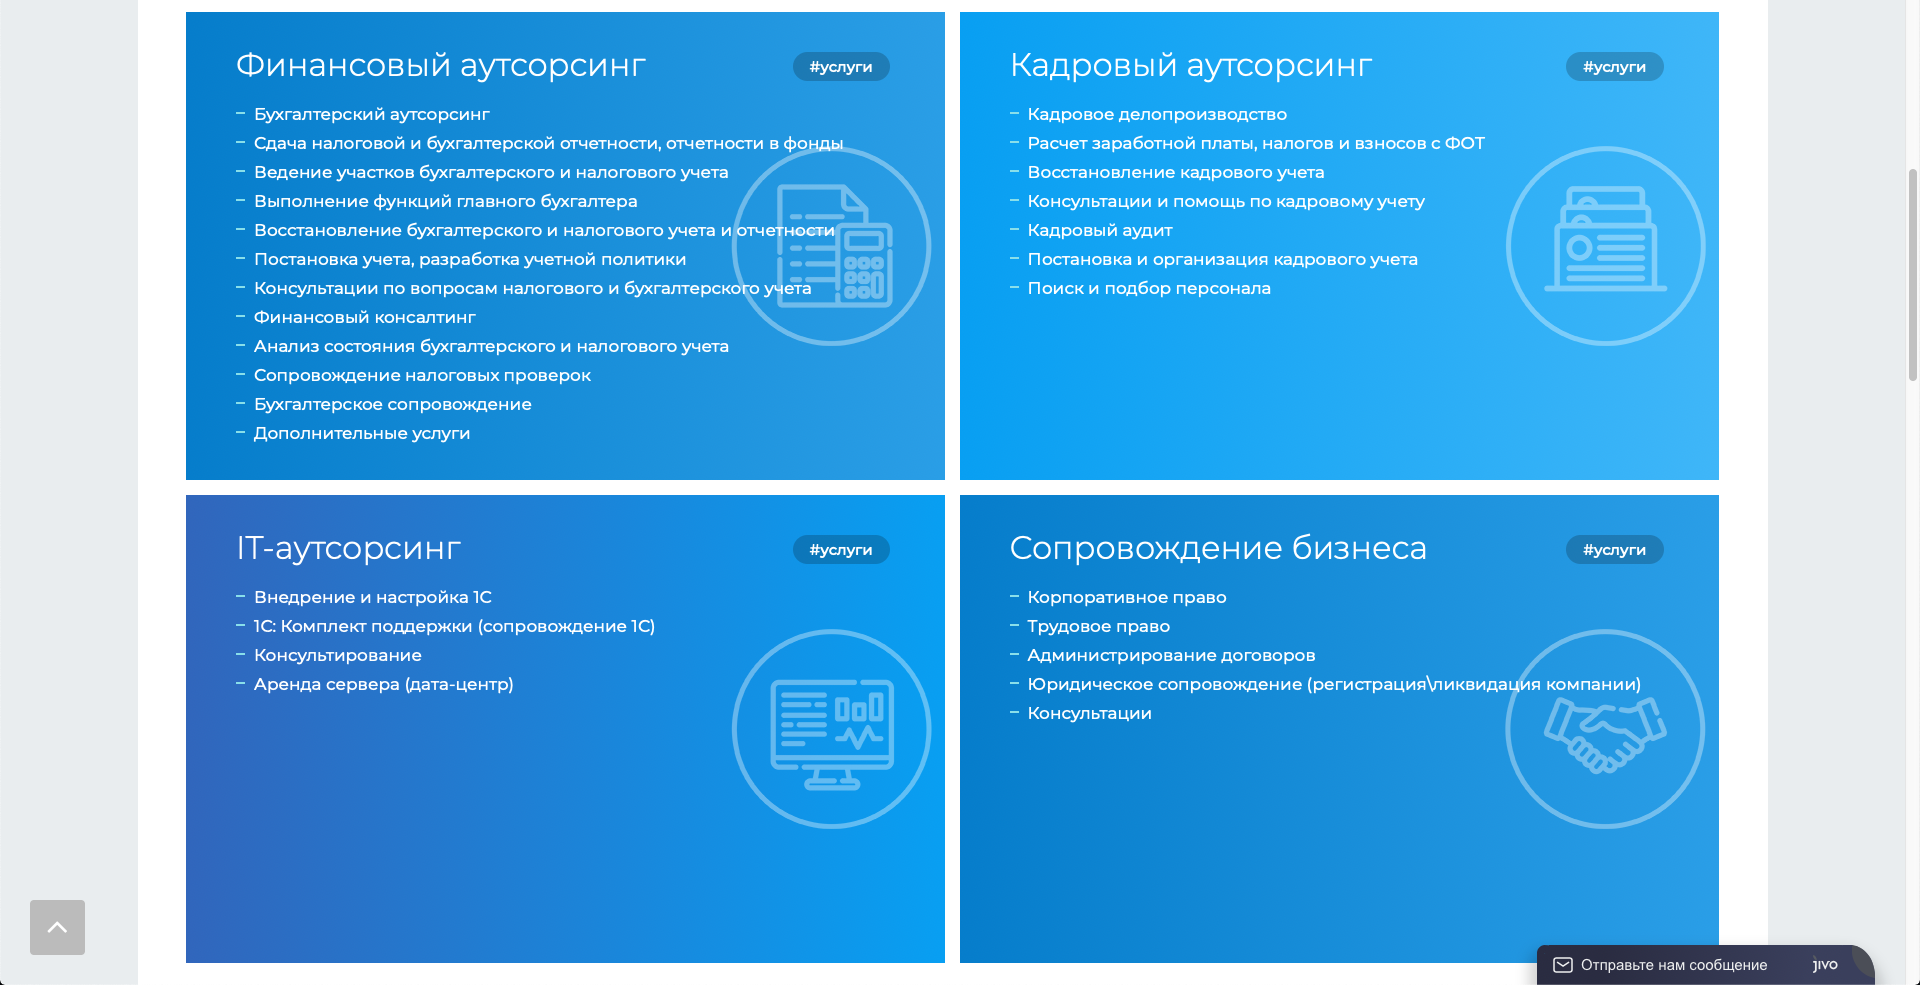 Финансовый аутсорсинг
#услуги
Бухгалтерский аутсорсинг
Сдача налоговой и бухгалтерской отчетности, отчетности в фонды
Ведение участков бухгалтерского и налогового учета
Выполнение функций главного бухгалтера
Восстановление бухгалтерского и налогового учета и отчетности
Постановка учета, разработка учетной политики
Консультации по вопросам налогового и бухгалтерского учета
Финансовый консалтинг
Анализ состояния бухгалтерского и налогового учета
Сопровождение налоговых проверок
Бухгалтерское сопровождение
Дополнительные услуги
Кадровый аутсорсинг
#услуги
Кадровое делопроизводство
Расчет заработной платы, налогов и взносов с ФОТ
Восстановление кадрового учета
Консультации и помощь по кадровому учету
Кадровый аудит
Постановка и организация кадрового учета
Поиск и подбор персонала
IT-аутсорсинг
#услуги
Внедрение и настройка 1С
1С: Комплект поддержки (сопровождение 1С)
Консультирование
Аренда сервера (дата-центр)
Сопровождение бизнеса
#услуги
Корпоративное право
Трудовое право
Администрирование договоров
Юридическое сопровождение (регистрация\ликвидация компании)
Консультации
Отправьте нам сообщение
jivo